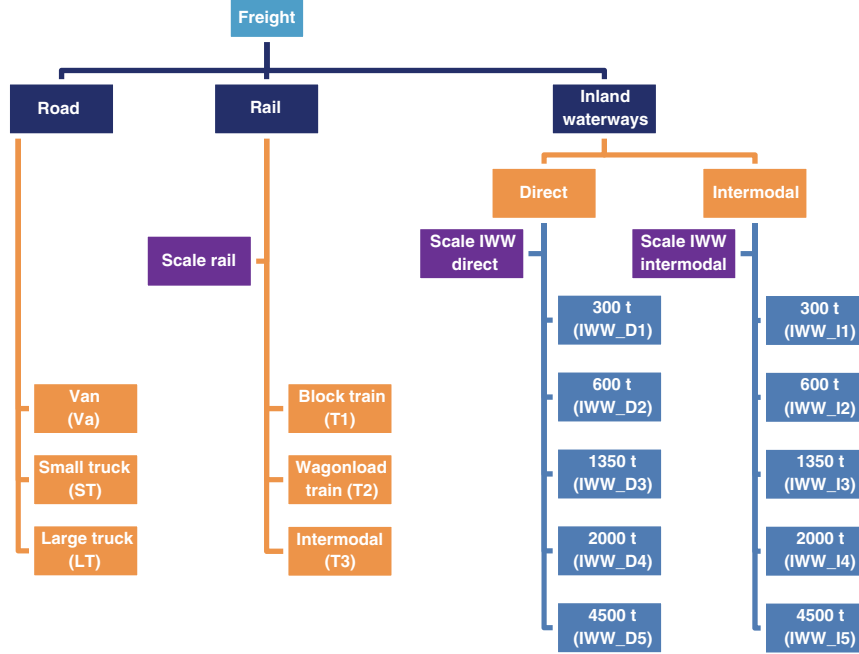 Freight
Road
Rail
Inland
waterways
Direct
Intermodal
Scale rail
Scale IWW
direct
Scale IWW
intermodal
300 t
(IWW_D1)
300 t
(IWW_I1)
Van
(Va)
Block train
(T1)
600 t
(IWW_D2)
600 t
(IWW_I2)
Small truck
(ST)
Wagonload
train (T2)
1350 t
(IWW_D3)
1350 t
(IWW_I3)
Large truck
(LT)
Intermodal
(T3)
2000 t
(IWW_D4)
2000 t
(IWW_I4)
4500 t
(IWW_D5)
4500 t
(IWW_I5)